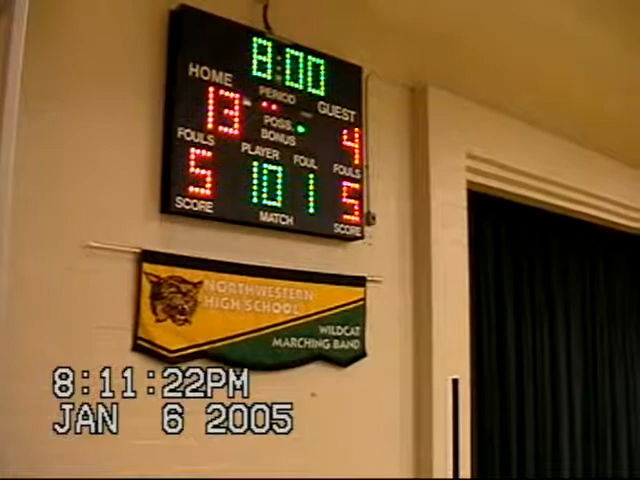 8:00
HOME
PERIOD
GUEST
13
4
POSS.
BONUS
FOULS
PLAYER
FOUL
FOULS
5
10
1
5
SCORE
MATCH
SCORE
NORTHWESTERN
HIGH SCHOOL
WILDCAT
MARCHING BAND
8:11:22PM
JAN 6 2005